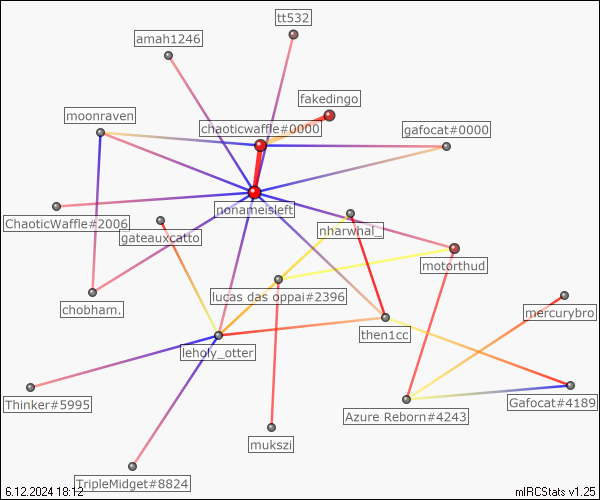 tt532
amah1246
fakedingo
moonraven
chaoticwaffle#0000
gafocat#0000
nonameisleft
ChaoticWaffle#2006
nharwhal_
gateauxcatto
motorthud
lucas das oppai#2396
chobham.
mercurybro
then1cc
leholy_otter
Thinker#5995
Gafocat#4189
Azure Reborn#4243
mukszi
TripleMidget#8824
6.12.2024 18:12
mIRCStats v1.25